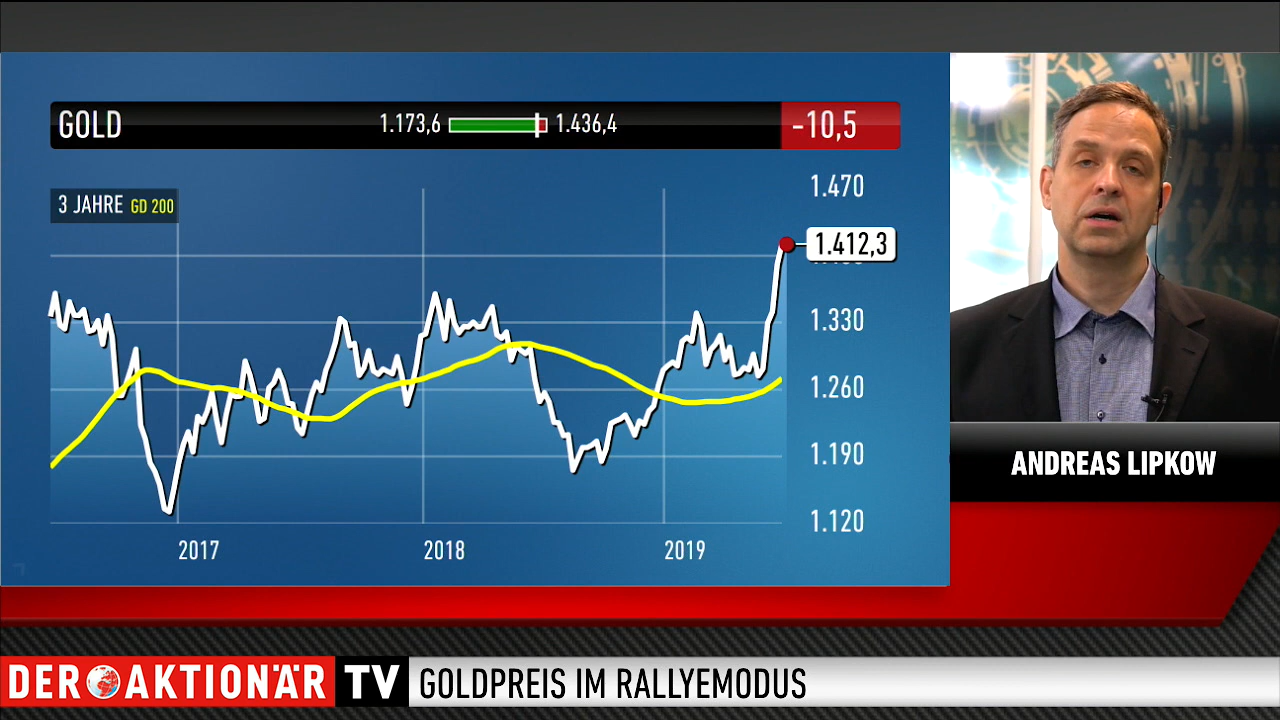 GOLD
1.173,6
1.436,4
-10,5
3 JAHRE GD 200
1.470
1.412,3
1.330
1.260
1.190
1.120
2017
2018
2019
ANDREAS LIPKOW
DER AKTIONÄR TV
GOLDPREIS IM RALLYEMODUS